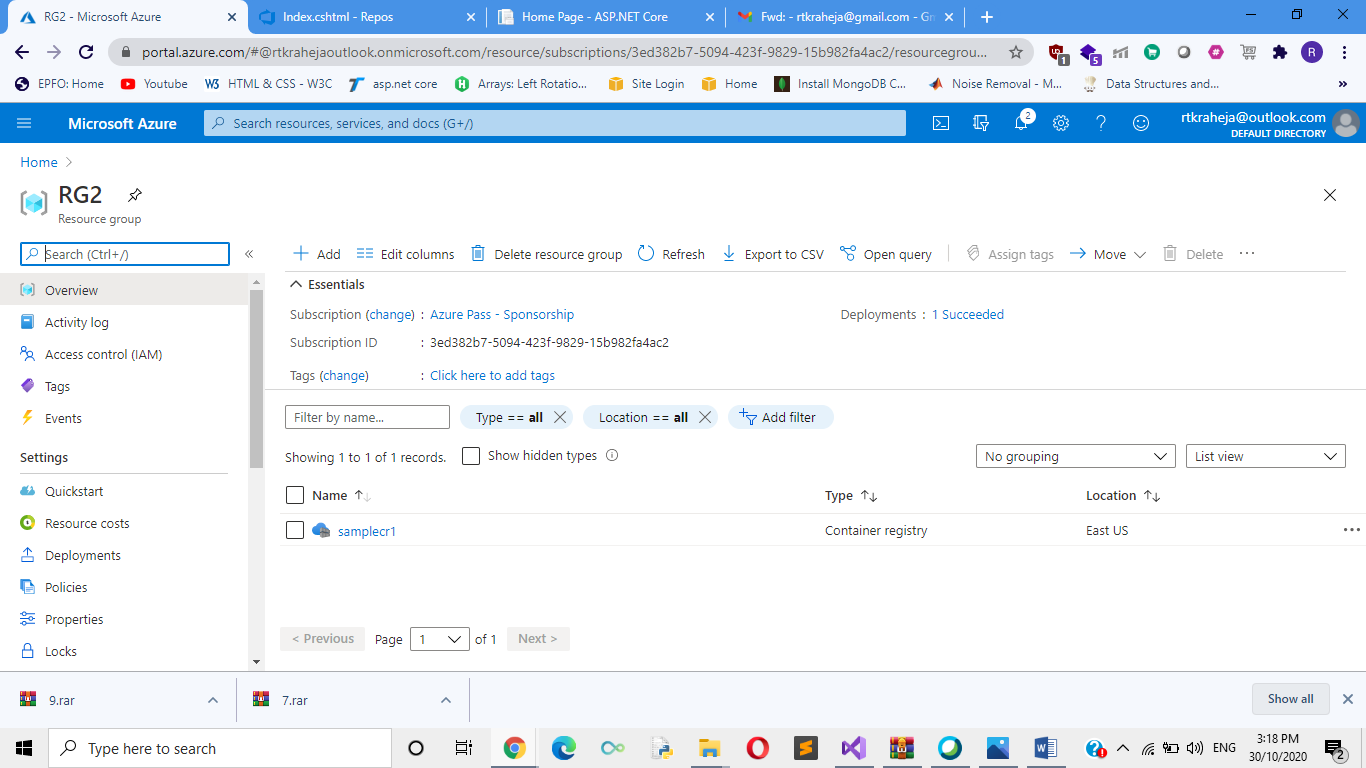 RG2 - Microsoft Azure
Index.cshtml - Repos
Home Page - ASP.NET Core
Fwd: - rtkraheja@gmail.com - Gm
portal.azure.com/#@rtkrahejaoutlook.onmicrosoft.com/resource/subscriptions/3ed382b7-5094-423f-9829-15b982fa4ac2/resourcegrou...
1
5
R
EPFO: Home
Youtube
HTML & CSS - W3C
asp.net core
Arrays: Left Rotatio...
Site Login
Home
Install MongoDB C...
Noise Removal - M...
Data Structures and...
»
Microsoft Azure
Search resources, services, and docs (G+/)
2
rtkraheja@outlook.com
DEFAULT DIRECTORY
Home
RG2
Resource group
Search (Ctrl+/)
«
Add
Edit columns
Delete resource group
Refresh
Export to CSV
Open query
Assign tags
Move
Delete
...
Overview
Activity log
Access control (IAM)
Tags
Events
Settings
Quickstart
Resource costs
Deployments
Policies
Properties
Locks
Essentials
Subscription (change) : Azure Pass - Sponsorship
Deployments : 1 Succeeded
Subscription ID : 3ed382b7-5094-423f-9829-15b982fa4ac2
Tags (change) : Click here to add tags
Filter by name...
Type == all
Location == all
Add filter
Showing 1 to 1 of 1 records.
Show hidden types
No grouping
List view
Name
Type
Location
samplecr1
Container registry
East US
...
< Previous
Page
1
of 1
Next >
9.rar
7.rar
Show all
Type here to search
ENG
3:18 PM
30/10/2020
2